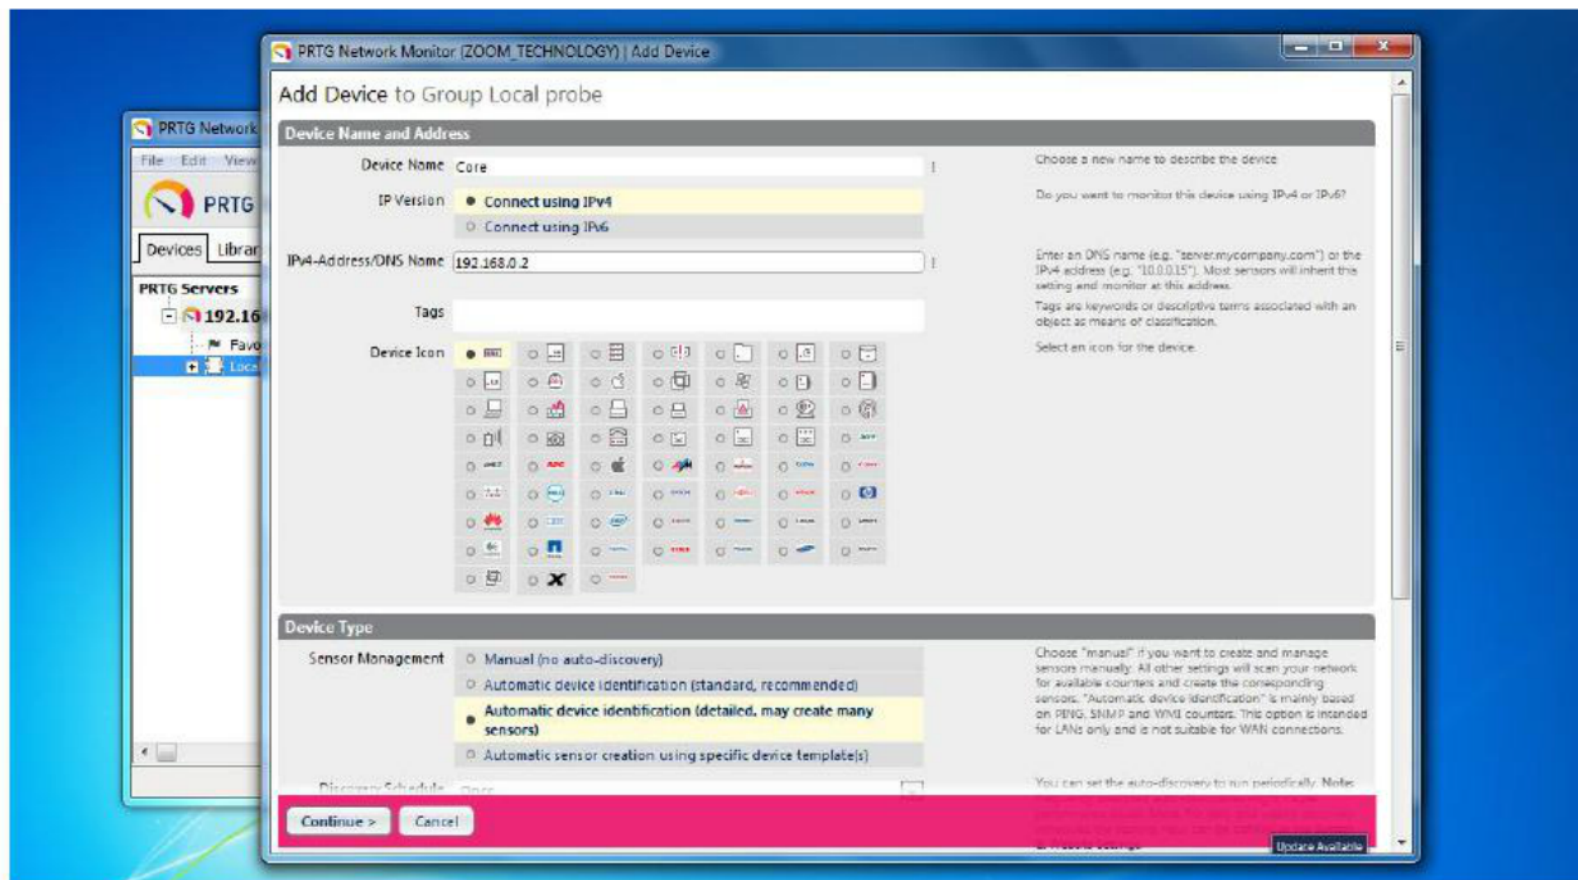 PRTG Network Monitor (ZOOM_TECHNOLOGY) | Add Device
Add Device to Group Local probe
PRTG Network
File Edit View
PRTG
Devices Librar
PRTG Servers
192.16
Favo
Loca
Device Name and Address
Device Name Core
Choose a new name to describe the device
IP Version Connect using IPv4
Do you want to monitor this device using IPv4 or IPv6?
Connect using IPv6
IPv4-Address/DNS Name 192.168.0.2
Enter an DNS name (e.g. "server.mycompany.com") or the
IPv4 address (e.g. "10.0.0.15"). Most sensors will inherit this
setting and monitor at this address.
Tags
Tags are keywords or descriptive terms associated with an
object as means of classification.
Device Icon
Select an icon for the device.
Device Type
Sensor Management Manual (no auto-discovery)
Automatic device identification (standard, recommended)
Automatic device identification (detailed, may create many
sensors)
Automatic sensor creation using specific device template(s)
Choose "manual" if you want to create and manage
sensors manually. All other settings will scan your network
for available counters and create the corresponding
sensors. "Automatic device identification" is mainly based
on PING, SNMP and WMI counters. This option is intended
for LANs only and is not suitable for WAN connections.
Discovery Schedule Once
You can set the auto-discovery to run periodically. Note:
Continue > Cancel
Update Available